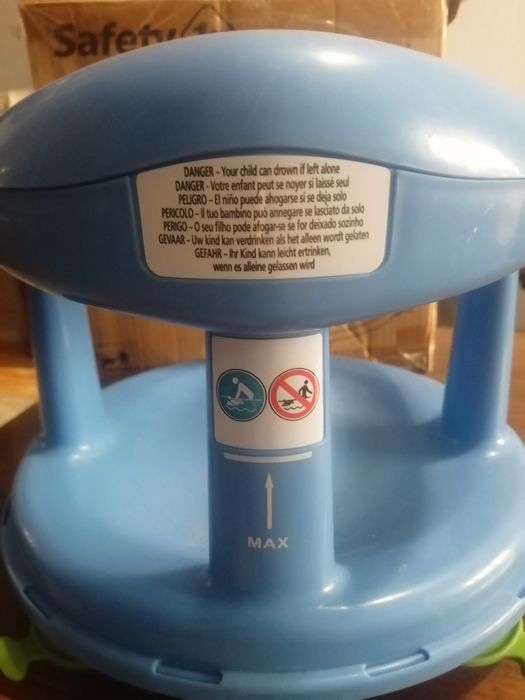 Safety 1st
DANGER – Your child can drown if left alone
DANGER - Votre enfant peut se noyer si laissé seul
PELIGRO – El niño puede ahogarse si se deja solo
PERICOLO – Il tuo bambino può annegare se lasciato da solo
PERIGO – O seu filho pode afogar-se se for deixado sozinho
GEVAAR – Uw kind kan verdrinken als het alleen wordt gelaten
GEFAHR – Ihr Kind kann leicht ertrinken,
wenn es alleine gelassen wird
MAX